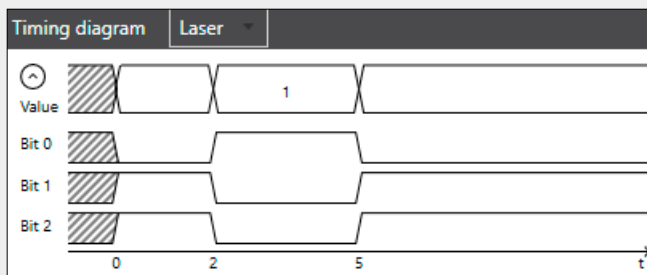 Timing diagram Laser
Value 1
Bit 0
Bit 1
Bit 2
0 2 5 t